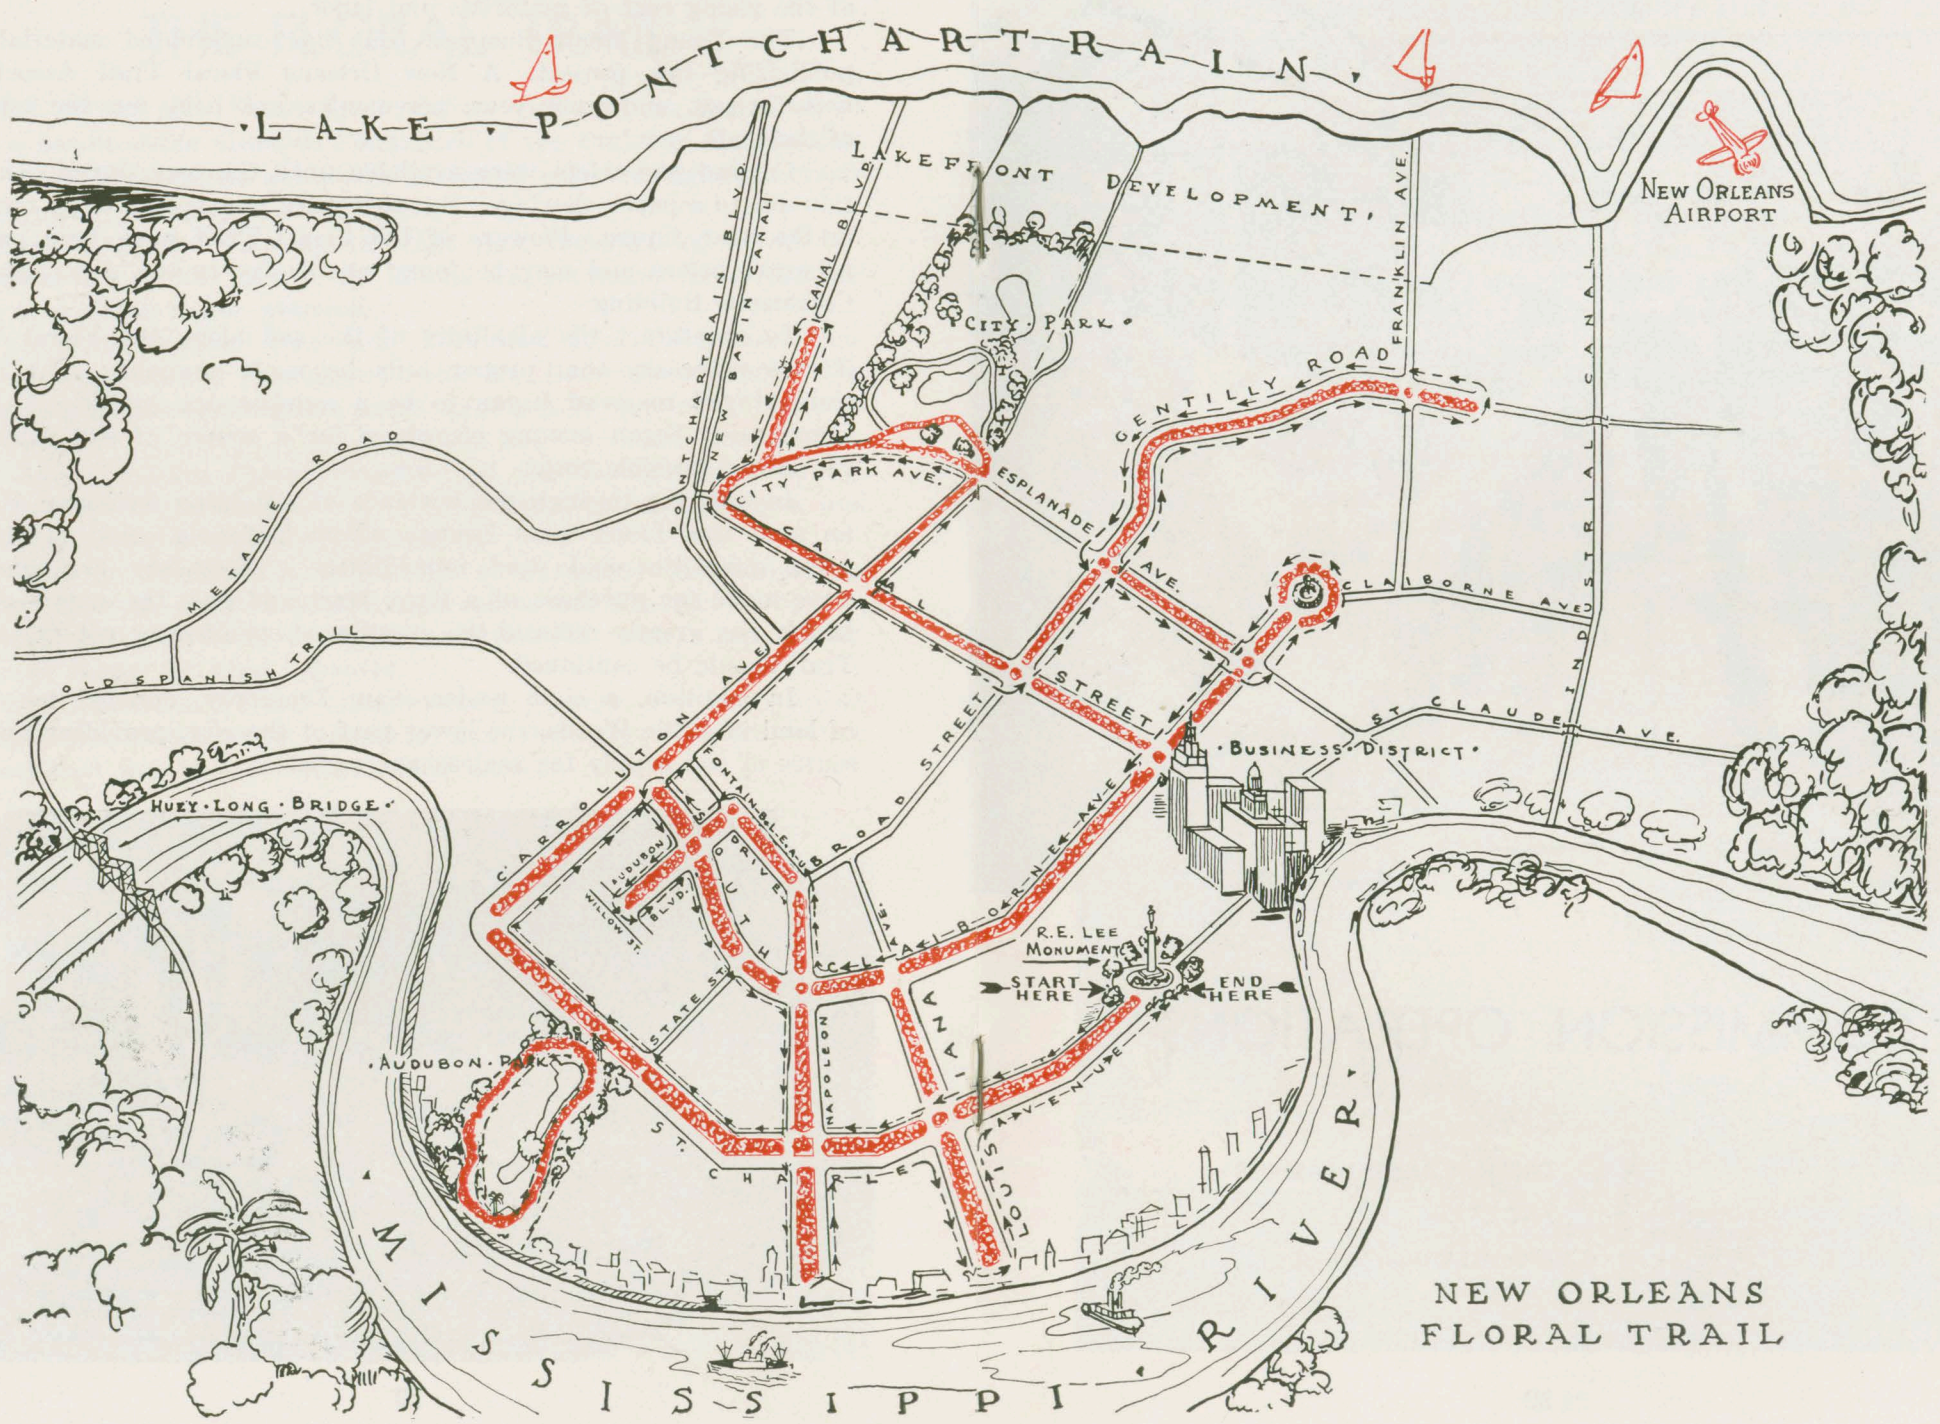 LAKE PONTCHARTRAIN
LAKEFRONT DEVELOPMENT
NEW ORLEANS
AIRPORT
PONTCHARTRAIN BLVD.
NEW BASIN CANAL
CANAL BLVD.
CITY PARK
FRANKLIN AVE.
INDUSTRIAL CANAL
GENTILLY ROAD
CITY PARK AVE.
ESPLANADE AVE.
METARIE ROAD
CANAL STREET
CLAIBORNE AVE
OLD SPANISH TRAIL
ST CLAUDE AVE.
BUSINESS DISTRICT
HUEY LONG BRIDGE
CARROLLTON AVE
FONTAINBLEAU
DRIVE
SOUTH
AUDUBON
BLVD.
WILLOW ST.
BROAD STREET
CLAIBORNE AVE
R.E. LEE
MONUMENT
START
HERE
END
HERE
STATE ST.
NAPOLEON
AVE.
LOUISIANA
AUDUBON PARK
ST. CHARLES AVENUE
MISSISSIPPI RIVER
NEW ORLEANS
FLORAL TRAIL